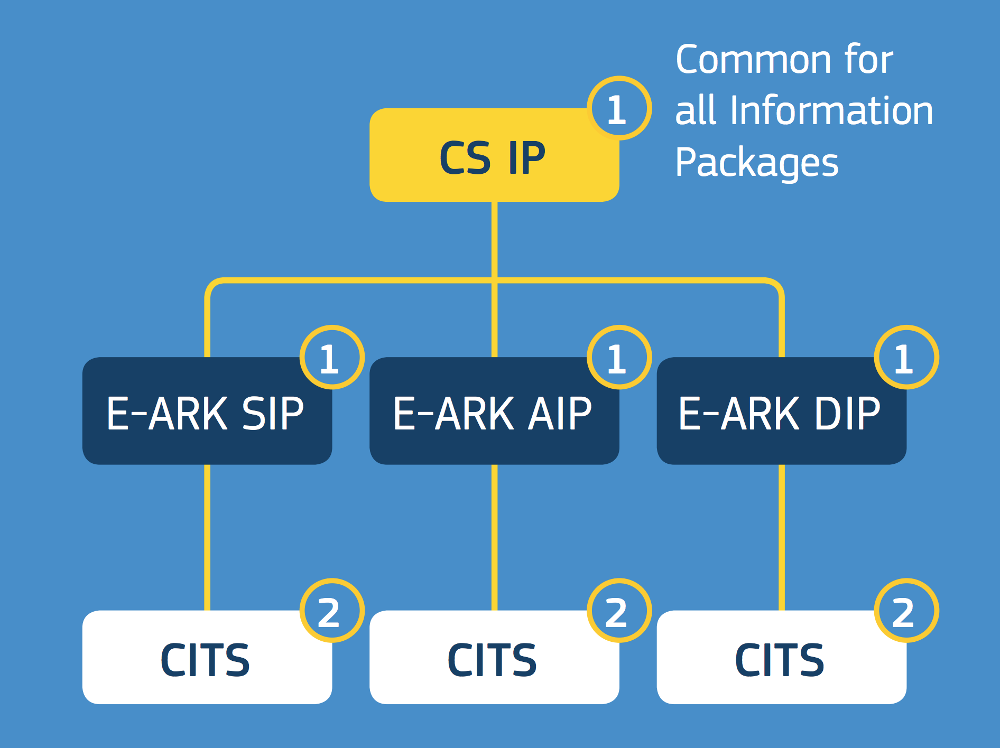 Common for
all Information
Packages
1
CS IP
1
1
1
E-ARK SIP
E-ARK AIP
E-ARK DIP
2
2
2
CITS
CITS
CITS